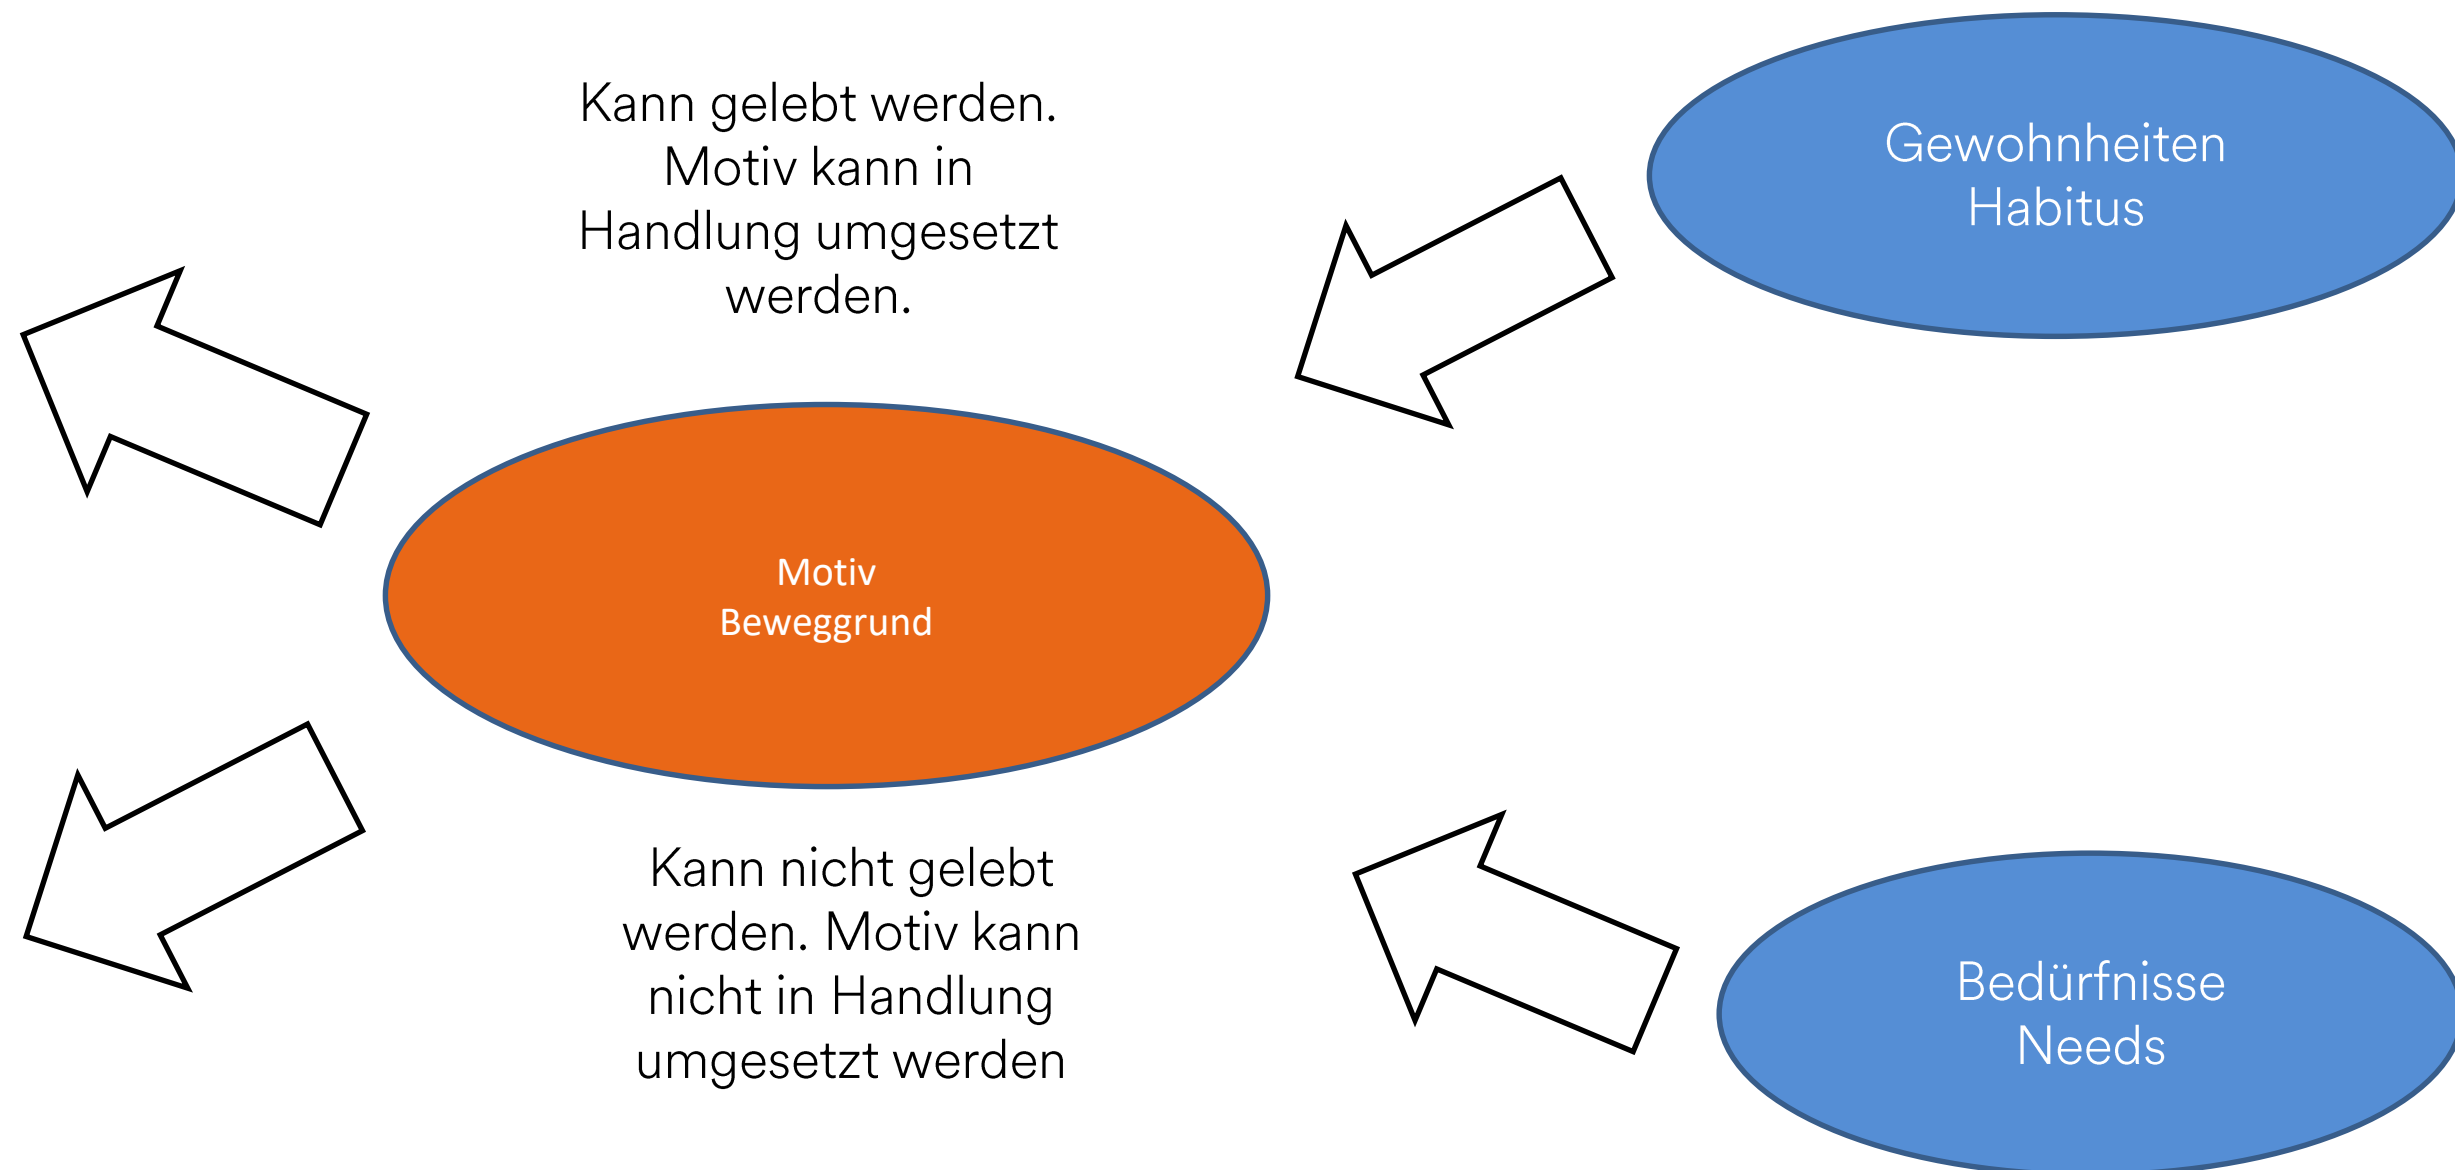 Kann gelebt werden.
Motiv kann in
Handlung umgesetzt
werden.
Gewohnheiten
Habitus
Motiv
Beweggrund
Kann nicht gelebt
werden. Motiv kann
nicht in Handlung
umgesetzt werden
Bedürfnisse
Needs